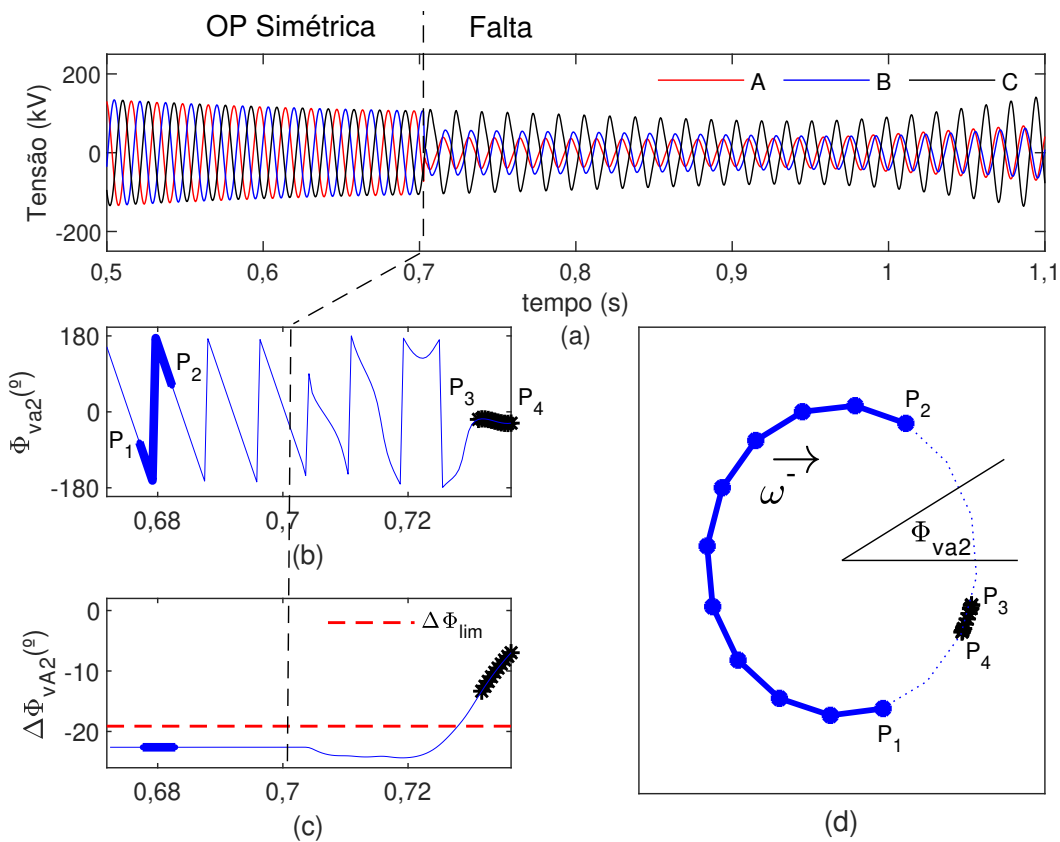 OP Simétrica
Falta
Tensão (kV)
200
0
-200
A
B
C
0,5
0,6
0,7
0,8
0,9
1
1,1
tempo (s)
(a)
Φva2(º)
180
0
-180
P1
P2
P3
P4
0,68
0,7
0,72
(b)
ΔΦvA2(º)
0
-10
-20
ΔΦlim
0,68
0,7
0,72
(c)
P2
ω-
Φva2
P3
P4
P1
(d)